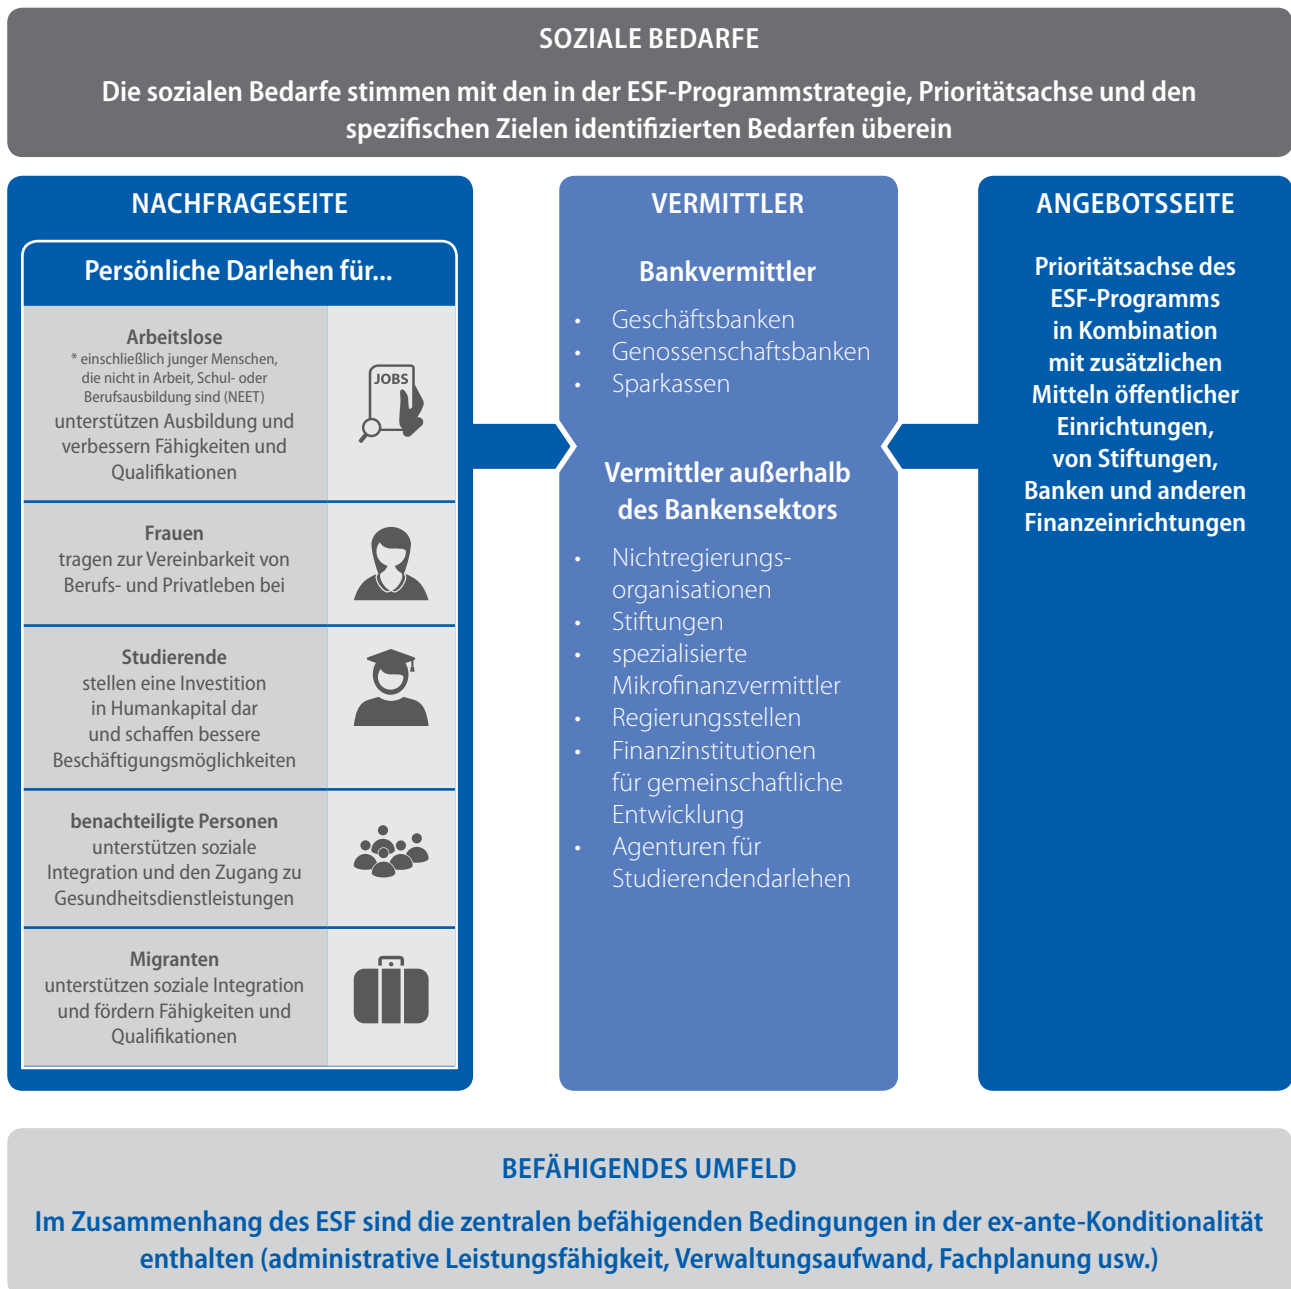 SOZIALE BEDARFE
Die sozialen Bedarfe stimmen mit den in der ESF-Programmstrategie, Prioritätsachse und den
spezifischen Zielen identifizierten Bedarfen überein
NACHFRAGESEITE
Persönliche Darlehen für...
Arbeitslose
* einschließlich junger Menschen,
die nicht in Arbeit, Schul- oder
Berufsausbildung sind (NEET)
unterstützen Ausbildung und
verbessern Fähigkeiten und
Qualifikationen
JOBS
Frauen
tragen zur Vereinbarkeit von
Berufs- und Privatleben bei
Studierende
stellen eine Investition
in Humankapital dar
und schaffen bessere
Beschäftigungsmöglichkeiten
benachteiligte Personen
unterstützen soziale
Integration und den Zugang zu
Gesundheitsdienstleistungen
Migranten
unterstützen soziale Integration
und fördern Fähigkeiten und
Qualifikationen
VERMITTLER
Bankvermittler
• Geschäftsbanken
• Genossenschaftsbanken
• Sparkassen
Vermittler außerhalb
des Bankensektors
• Nichtregierungs-
organisationen
• Stiftungen
• spezialisierte
Mikrofinanzvermittler
• Regierungsstellen
• Finanzinstitutionen
für gemeinschaftliche
Entwicklung
• Agenturen für
Studierendendarlehen
ANGEBOTSSEITE
Prioritätsachse des
ESF-Programms
in Kombination
mit zusätzlichen
Mitteln öffentlicher
Einrichtungen,
von Stiftungen,
Banken und anderen
Finanzeinrichtungen
BEFÄHIGENDES UMFELD
Im Zusammenhang des ESF sind die zentralen befähigenden Bedingungen in der ex-ante-Konditionalität
enthalten (administrative Leistungsfähigkeit, Verwaltungsaufwand, Fachplanung usw.)